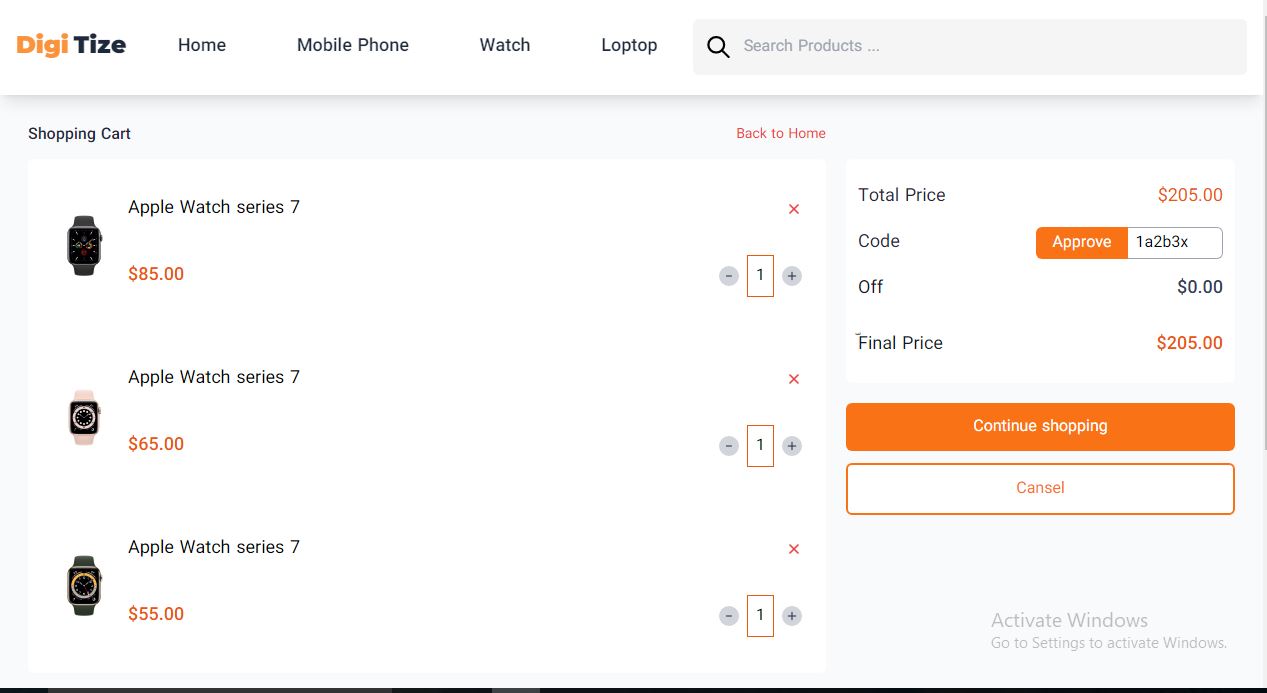 Digi Tize Home Mobile Phone Watch Loptop Search Products ...
Shopping Cart Back to Home
Apple Watch series 7 ×
$85.00 - 1 +
Apple Watch series 7 ×
$65.00 - 1 +
Apple Watch series 7 ×
$55.00 - 1 +
Total Price $205.00
Code Approve 1a2b3x
Off $0.00
Final Price $205.00
Continue shopping
Cansel
Activate Windows
Go to Settings to activate Windows.